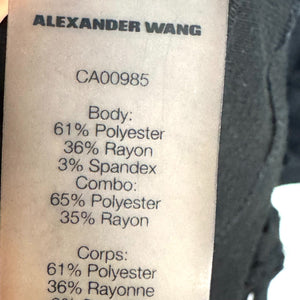 ALEXANDER WANG
CA00985
Body:
61% Polyester
36% Rayon
3% Spandex
Combo:
65% Polyester
35% Rayon
Corps:
61% Polyester
36% Rayonne